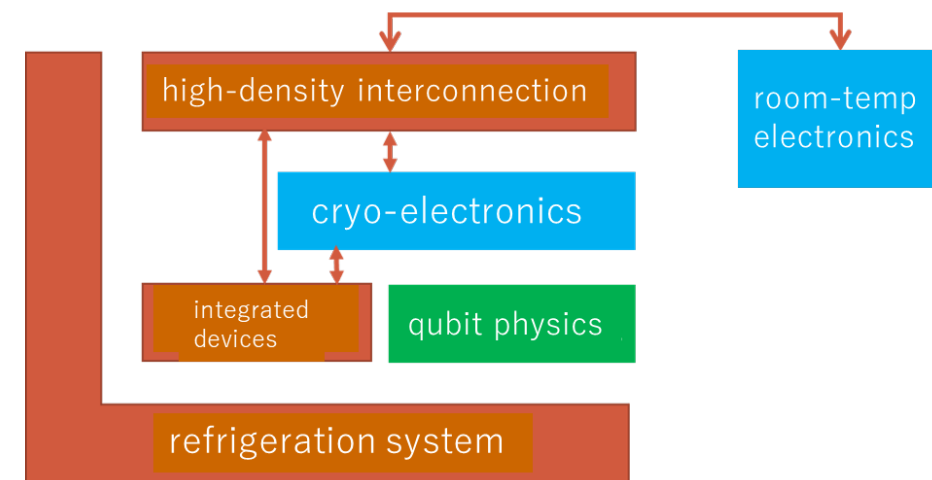 high-density interconnection
room-temp
electronics
cryo-electronics
integrated
devices
qubit physics
refrigeration system